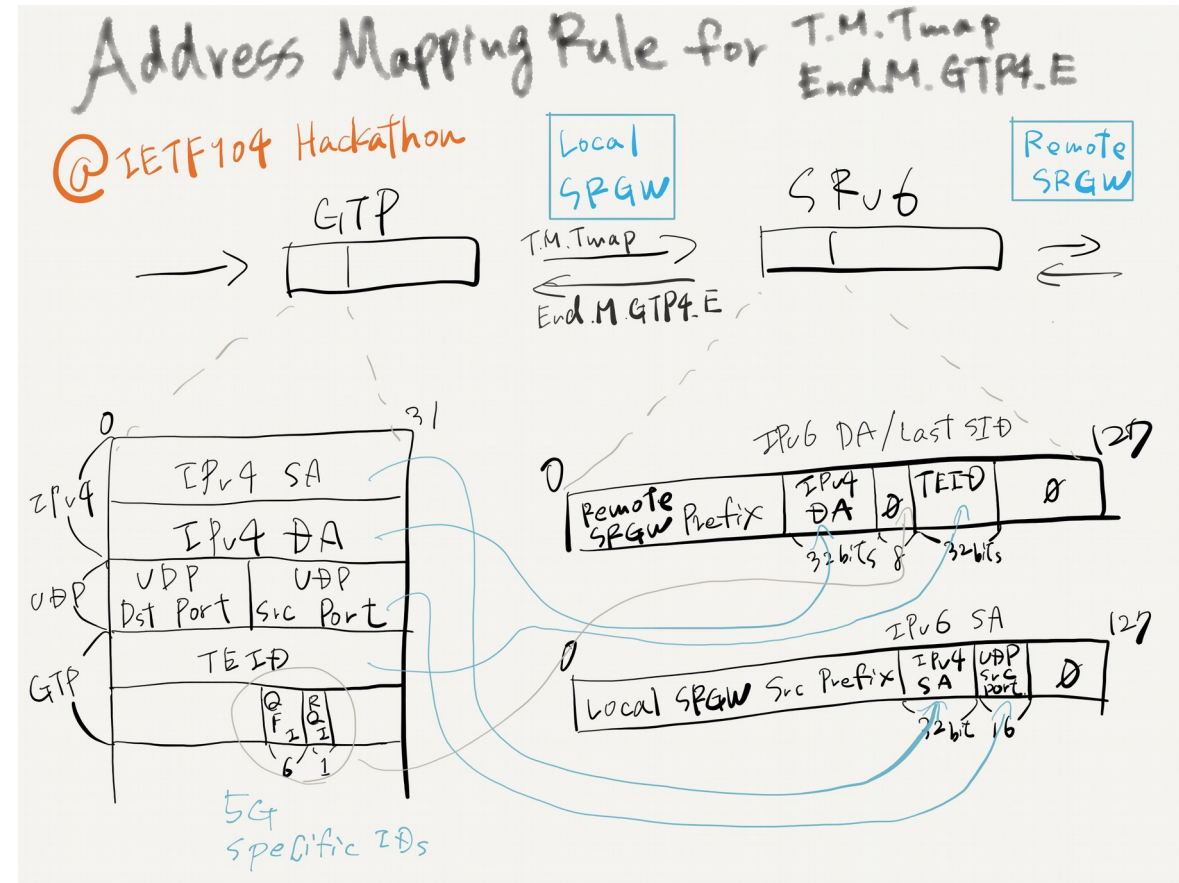 Address Mapping Rule for T.M.Tmap
End.M.GTP4.E
@IETF104 Hackathon
Local
SRGW
Remote
SRGW
GTP
SRv6
T.M.Tmap
End.M.GTP4.E
0
31
IPv4
IPv4 SA
IPv4 DA
UDP
UDP
Dst Port
UDP
Src Port
GTP
TEID
QFI
RQI
6
1
5G
Specific IDs
IPv6 DA/Last SID
0
127
Remote
SRGW Prefix
IPv4
DA
0
TEID
0
32bits
8
32bits
IPv6 SA
0
127
Local SRGW Src Prefix
IPv4
SA
UDP
Src
port
0
32bit
16